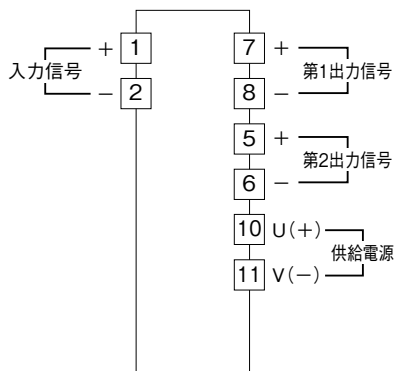 入力信号
+ 1
− 2
7 +
8 −
第1出力信号
5 +
6 −
第2出力信号
10 U(+)
11 V(−)
供給電源